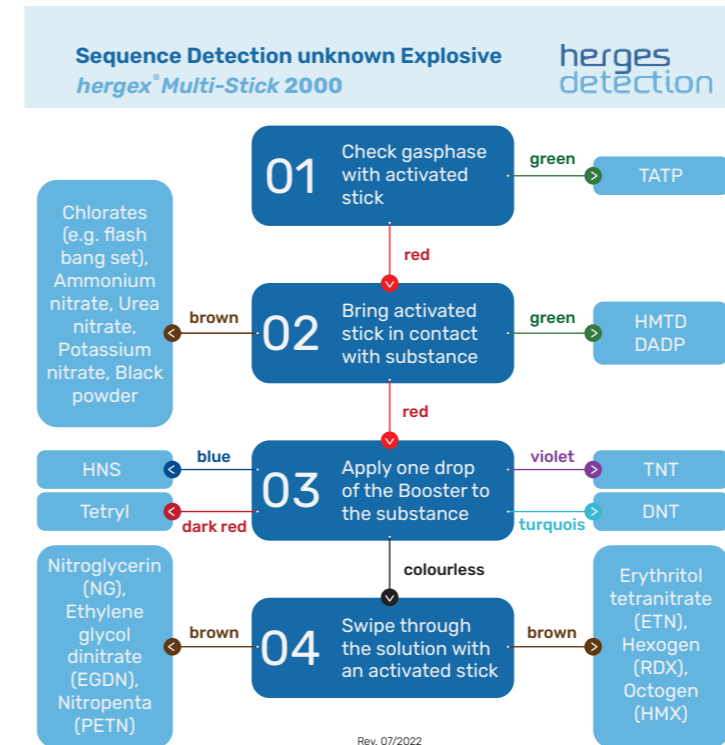 Sequence Detection unknown Explosive
hergex® Multi-Stick 2000
herges
detection
01
Check gasphase
with activated
stick
green
TATP
red
Chlorates
(e.g. flash
bang set),
Ammonium
nitrate, Urea
nitrate,
Potassium
nitrate, Black
powder
brown
02
Bring activated
stick in contact
with substance
green
HMTD
DADP
red
HNS
blue
Tetryl
dark red
03
Apply one drop
of the Booster to
the substance
violet
TNT
turquois
DNT
colourless
Nitroglycerin
(NG),
Ethylene
glycol
dinitrate
(EGDN),
Nitropenta
(PETN)
brown
04
Swipe through
the solution with
an activated stick
brown
Erythritol
tetranitrate
(ETN),
Hexogen
(RDX),
Octogen
(HMX)
Rev. 07/2022